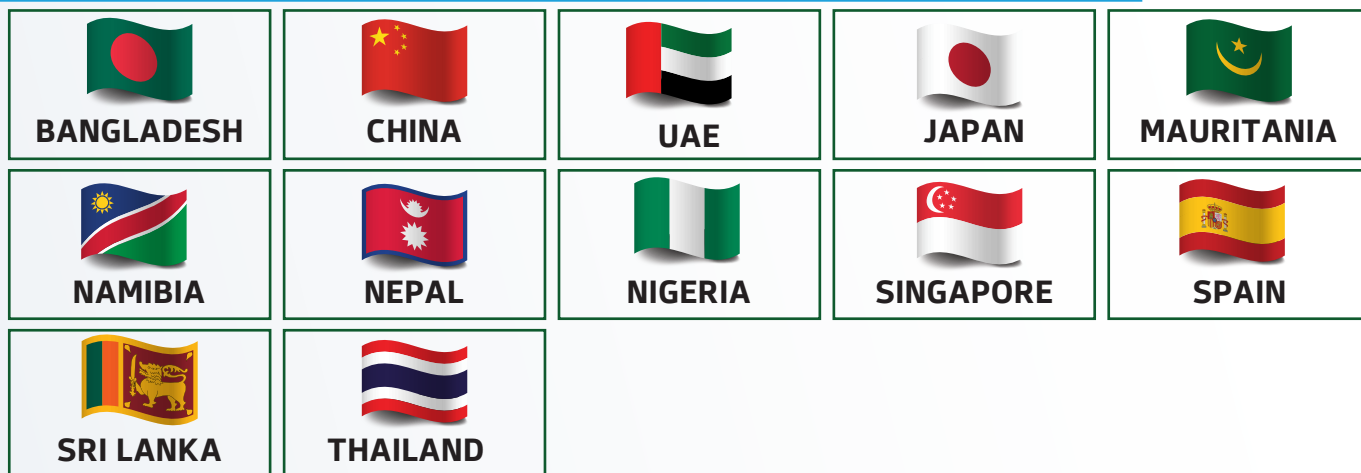 BANGLADESH
CHINA
UAE
JAPAN
MAURITANIA
NAMIBIA
NEPAL
NIGERIA
SINGAPORE
SPAIN
SRI LANKA
THAILAND